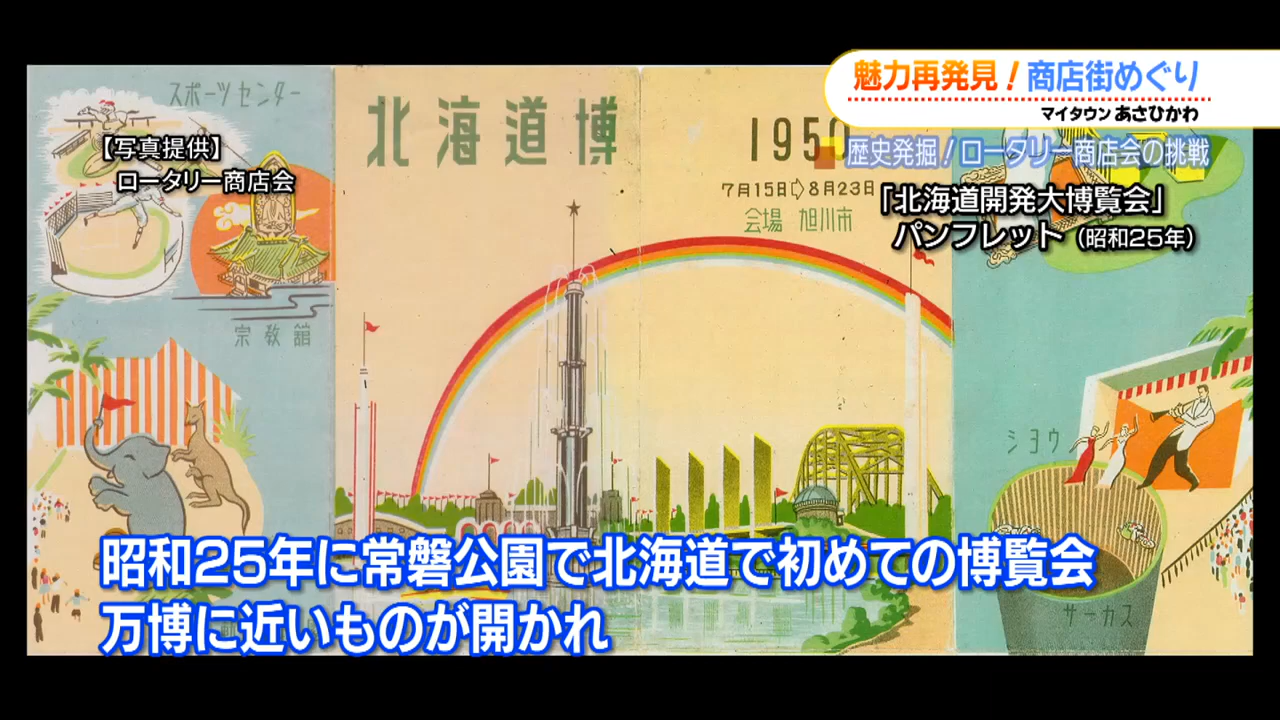 魅力再発見！商店街めぐり
マイタウン あさひかわ
歴史発掘！ロータリー商店会の挑戦
「北海道開発大博覧会」
パンフレット（昭和25年）
【写真提供】
ロータリー商店会
スポーツセンター
北海道博
1950
7月15日⇨8月23日
会場 旭川市
宗教舘
ショウ
サーカス
昭和25年に常磐公園で北海道で初めての博覧会
万博に近いものが開かれ